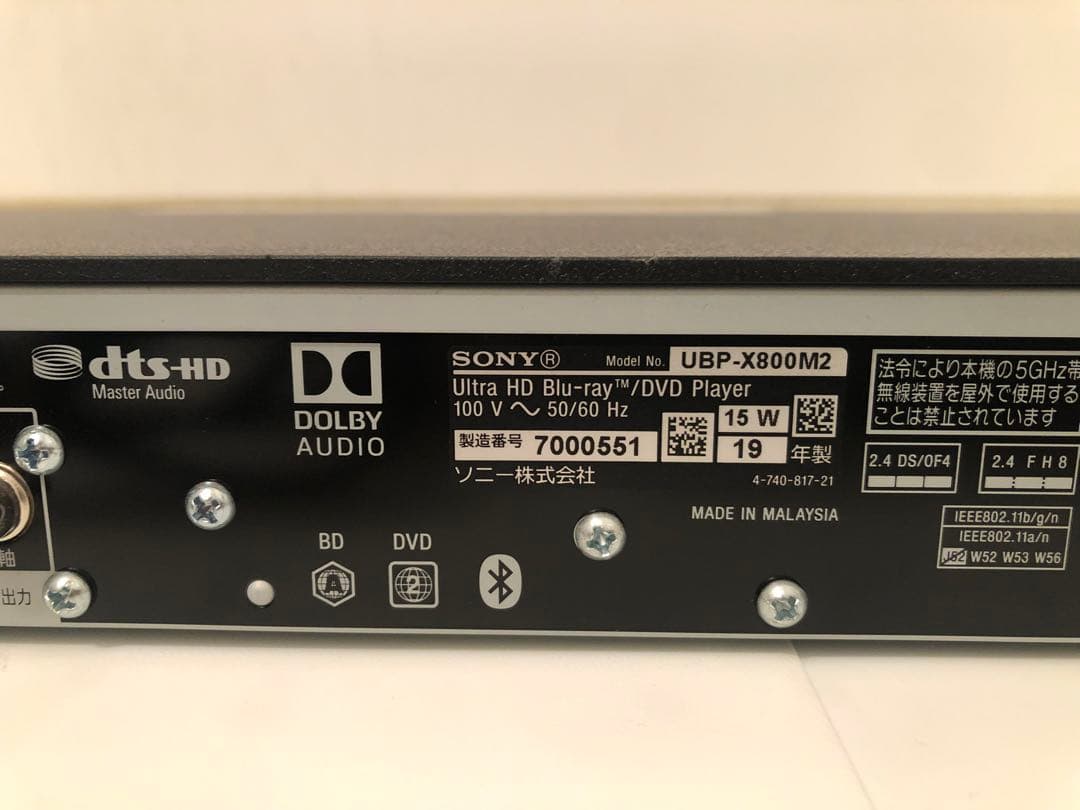 dts-HD
Master Audio
DOLBY
AUDIO
SONY® Model No. UBP-X800M2
Ultra HD Blu-ray™/DVD Player
100 V ～ 50/60 Hz
15 W
製造番号 7000551
19 年製
ソニー株式会社
4-740-817-21
MADE IN MALAYSIA
法令により本機の5GHz帯
無線装置を屋外で使用する
ことは禁止されています
2.4 DS/OF4
2.4 F H 8
IEEE802.11b/g/n
IEEE802.11a/n
J52 W52 W53 W56
BD
A
DVD
2
軸
出力